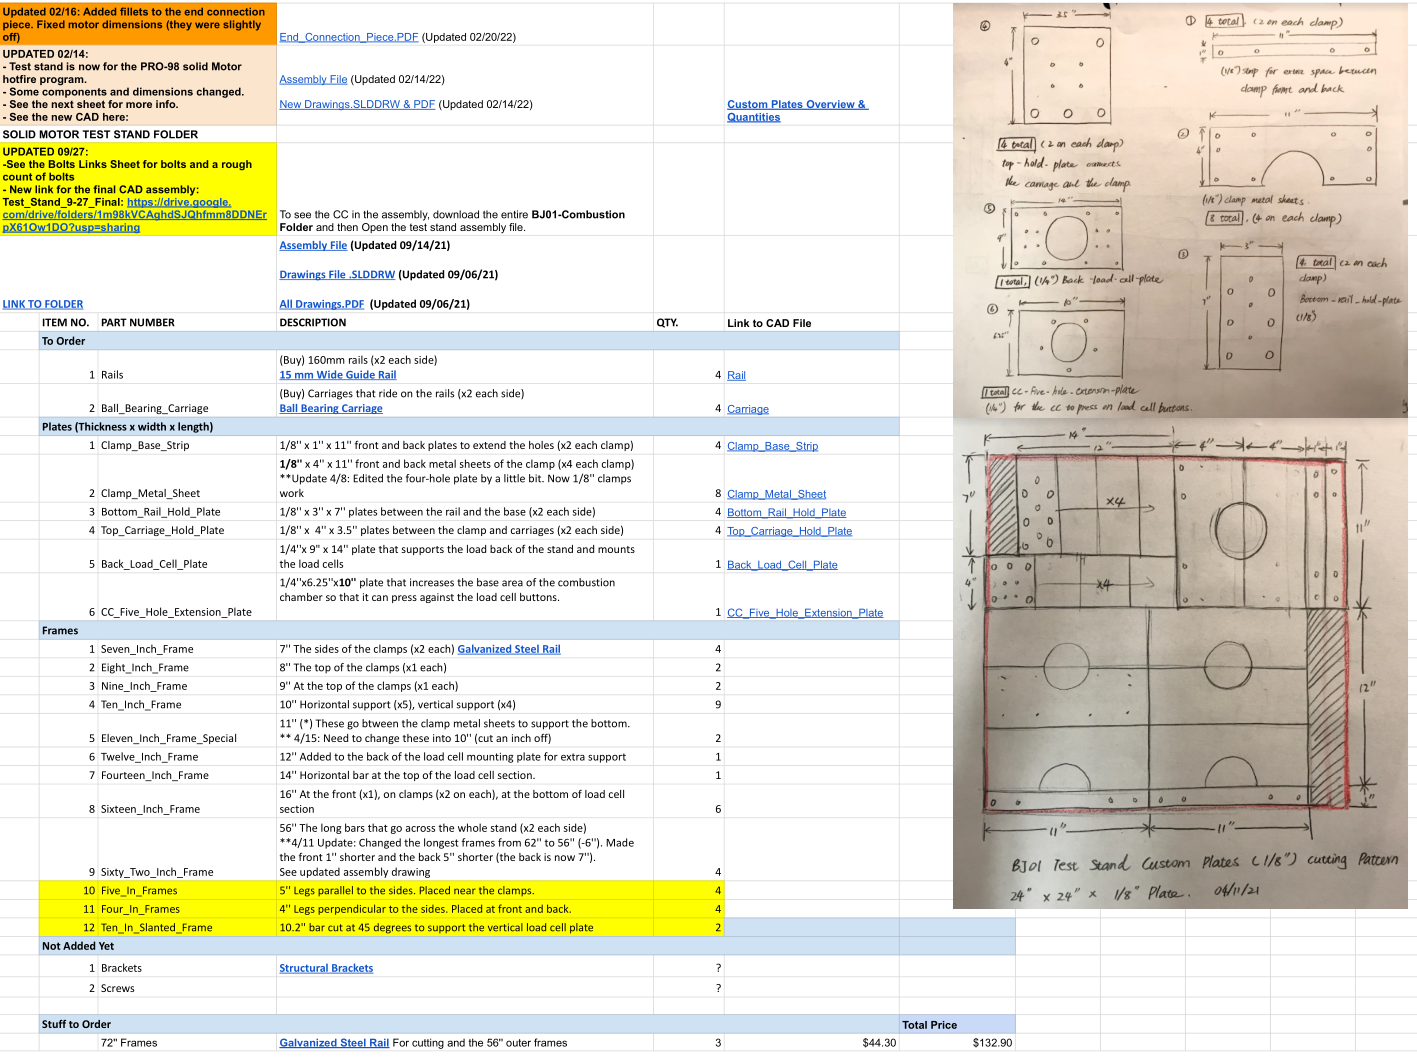 Updated 02/16: Added fillets to the end connection
piece. Fixed motor dimensions (they were slightly
off)
End_Connection_Piece.PDF (Updated 02/20/22)
UPDATED 02/14:
- Test stand is now for the PRO-98 solid Motor
hotfire program.
- Some components and dimensions changed.
- See the next sheet for more info.
- See the new CAD here:
Assembly File (Updated 02/14/22)
New Drawings.SLDDRW & PDF (Updated 02/14/22)
Custom Plates Overview &
Quantities
SOLID MOTOR TEST STAND FOLDER
UPDATED 09/27:
-See the Bolts Links Sheet for bolts and a rough
count of bolts
- New link for the final CAD assembly:
Test_Stand_9-27_Final: https://drive.google.
com/drive/folders/1m98kVCAghdSJQhfmm8DDNEr
pX61Ow1DO?usp=sharing
To see the CC in the assembly, download the entire BJ01-Combustion
Folder and then Open the test stand assembly file.
Assembly File (Updated 09/14/21)
Drawings File .SLDDRW (Updated 09/06/21)
LINK TO FOLDER
All Drawings.PDF (Updated 09/06/21)
ITEM NO. PART NUMBER DESCRIPTION QTY. Link to CAD File
To Order
(Buy) 160mm rails (x2 each side)
1 Rails 15 mm Wide Guide Rail 4 Rail
(Buy) Carriages that ride on the rails (x2 each side)
2 Ball_Bearing_Carriage Ball Bearing Carriage 4 Carriage
Plates (Thickness x width x length)
1 Clamp_Base_Strip 1/8'' x 1'' x 11'' front and back plates to extend the holes (x2 each clamp) 4 Clamp_Base_Strip
1/8'' x 4'' x 11'' front and back metal sheets of the clamp (x4 each clamp)
**Update 4/8: Edited the four-hole plate by a little bit. Now 1/8'' clamps
2 Clamp_Metal_Sheet work 8 Clamp_Metal_Sheet
3 Bottom_Rail_Hold_Plate 1/8'' x 3'' x 7'' plates between the rail and the base (x2 each side) 4 Bottom_Rail_Hold_Plate
4 Top_Carriage_Hold_Plate 1/8'' x 4'' x 3.5'' plates between the clamp and carriages (x2 each side) 4 Top_Carriage_Hold_Plate
1/4''x 9'' x 14'' plate that supports the load back of the stand and mounts
5 Back_Load_Cell_Plate the load cells 1 Back_Load_Cell_Plate
1/4''x6.25''x10'' plate that increases the base area of the combustion
chamber so that it can press against the load cell buttons.
6 CC_Five_Hole_Extension_Plate 1 CC_Five_Hole_Extension_Plate
Frames
1 Seven_Inch_Frame 7'' The sides of the clamps (x2 each) Galvanized Steel Rail 4
2 Eight_Inch_Frame 8'' The top of the clamps (x1 each) 2
3 Nine_Inch_Frame 9'' At the top of the clamps (x1 each) 2
4 Ten_Inch_Frame 10'' Horizontal support (x5), vertical support (x4) 9
11'' (*) These go btween the clamp metal sheets to support the bottom.
5 Eleven_Inch_Frame_Special ** 4/15: Need to change these into 10'' (cut an inch off) 2
6 Twelve_Inch_Frame 12'' Added to the back of the load cell mounting plate for extra support 1
7 Fourteen_Inch_Frame 14'' Horizontal bar at the top of the load cell section. 1
16'' At the front (x1), on clamps (x2 on each), at the bottom of load cell
8 Sixteen_Inch_Frame section 6
56'' The long bars that go across the whole stand (x2 each side)
**4/11 Update: Changed the longest frames from 62'' to 56'' (-6''). Made
the front 1'' shorter and the back 5'' shorter (the back is now 7'').
9 Sixty_Two_Inch_Frame See updated assembly drawing 4
10 Five_In_Frames 5'' Legs parallel to the sides. Placed near the clamps. 4
11 Four_In_Frames 4'' Legs perpendicular to the sides. Placed at front and back. 4
12 Ten_In_Slanted_Frame 10.2'' bar cut at 45 degrees to support the vertical load cell plate 2
Not Added Yet
1 Brackets Structural Brackets ?
2 Screws ?
Stuff to Order Total Price
72'' Frames Galvanized Steel Rail For cutting and the 56'' outer frames 3 $44.30 $132.90
④ 3.5"
4"
4 total (2 on each clamp)
top-hold-plate connects
the carriage and the clamp.
① 4 total, (2 on each clamp)
11"
1"
(1/8") strip for extra space between
clamp front and back
② 11"
4"
(1/8") clamp metal sheets.
8 total, (4 on each clamp)
⑤ 14"
9"
1 total, (1/4") Back-load-cell-plate
③ 3"
7"
4 total (2 on each
clamp)
Bottom-rail-hold-plate
(1/8")
⑥ 10"
6.25"
1 total CC-Five-hole-extension-plate
(1/4") for the CC to press on load cell buttons.
14"
12" 4" 4" 1" 1"
7" x4 11"
4" x4
12"
1"
11" 11"
BJ01 Test Stand Custom Plates (1/8") cutting Pattern
24" x 24" x 1/8" Plate. 04/11/21